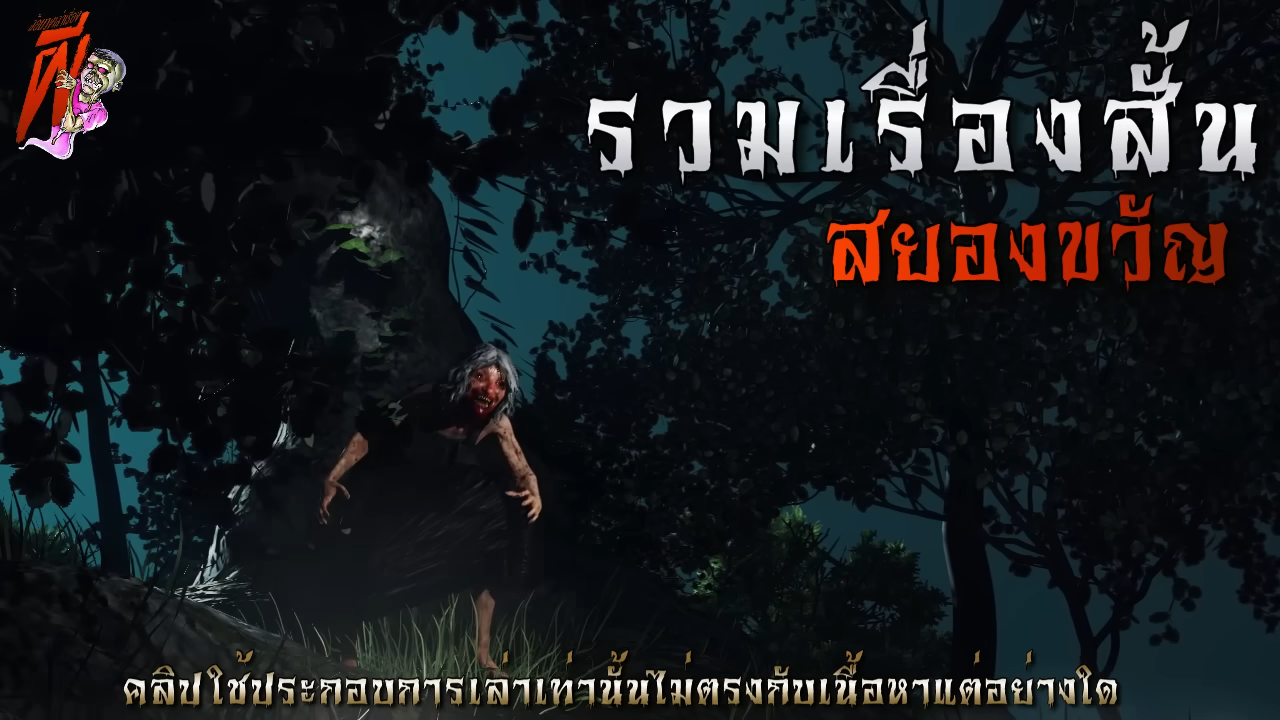 ผี
รวมเรื่องสั้น
สยองขวัญ
คลิปใช้ประกอบการเล่าเท่านั้นไม่ตรงกับเนื้อหาแต่อย่างใด